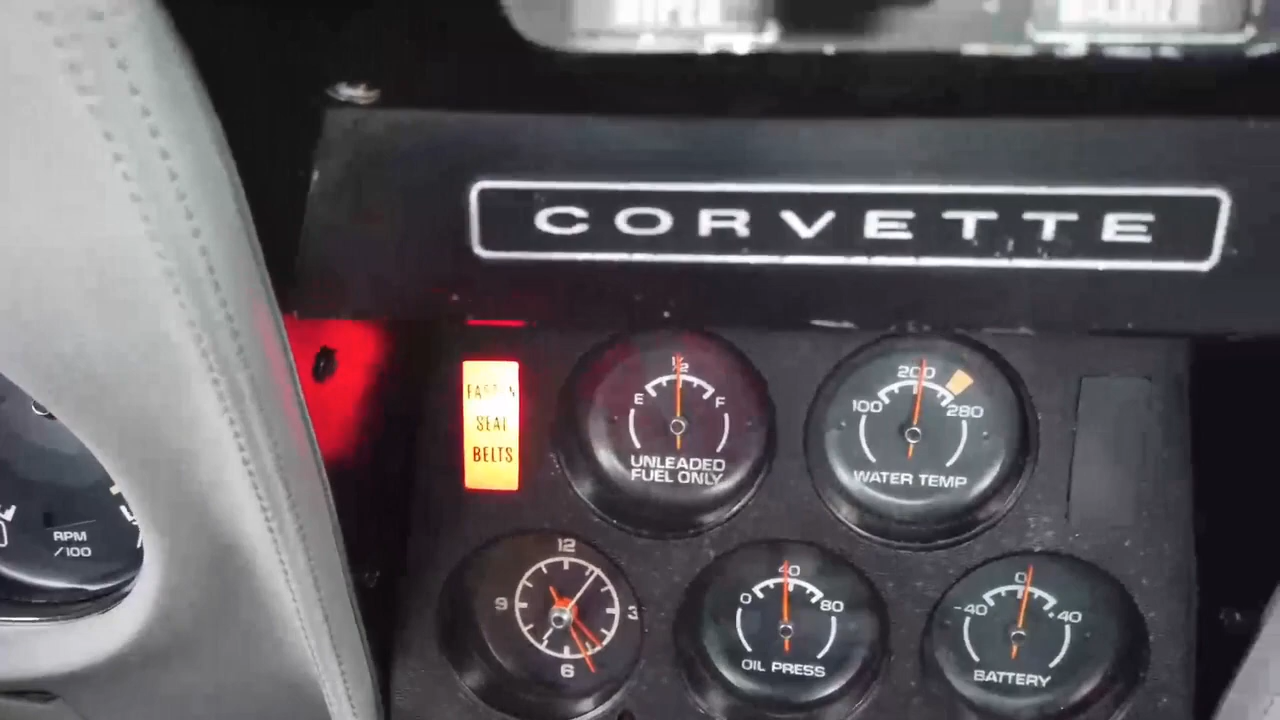 CORVETTE
FASTEN
SEAT
BELTS
E 1/2 F
UNLEADED
FUEL ONLY
100 200 280
WATER TEMP
RPM
/100
12
9 3
6
0 40 80
OIL PRESS
-40 0 40
BATTERY